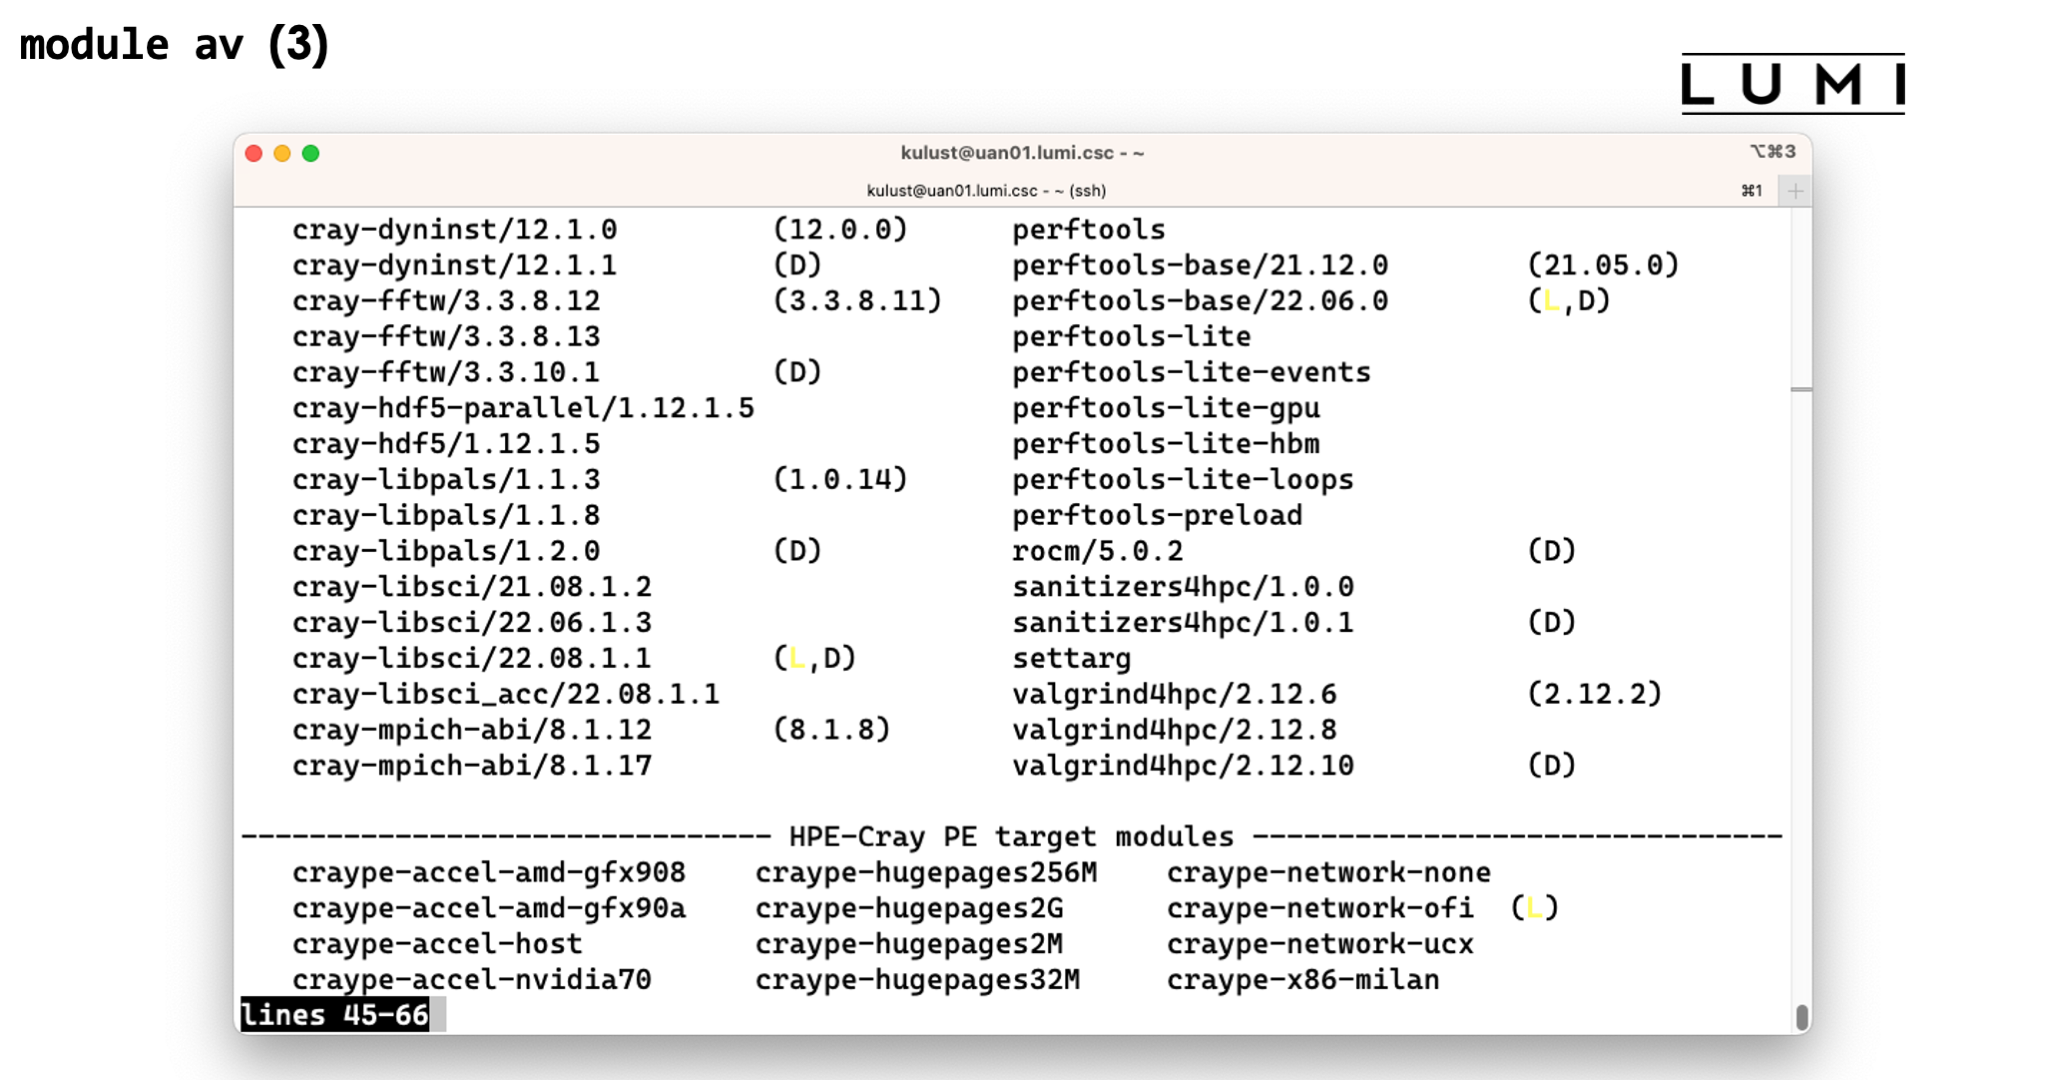 module av (3)
LUMI
kulust@uan01.lumi.csc - ~ ⌥⌘3
kulust@uan01.lumi.csc - ~ (ssh) ⌘1 +
cray-dyninst/12.1.0 (12.0.0) perftools
cray-dyninst/12.1.1 (D) perftools-base/21.12.0 (21.05.0)
cray-fftw/3.3.8.12 (3.3.8.11) perftools-base/22.06.0 (L,D)
cray-fftw/3.3.8.13 perftools-lite
cray-fftw/3.3.10.1 (D) perftools-lite-events
cray-hdf5-parallel/1.12.1.5 perftools-lite-gpu
cray-hdf5/1.12.1.5 perftools-lite-hbm
cray-libpals/1.1.3 (1.0.14) perftools-lite-loops
cray-libpals/1.1.8 perftools-preload
cray-libpals/1.2.0 (D) rocm/5.0.2 (D)
cray-libsci/21.08.1.2 sanitizers4hpc/1.0.0
cray-libsci/22.06.1.3 sanitizers4hpc/1.0.1 (D)
cray-libsci/22.08.1.1 (L,D) settarg
cray-libsci_acc/22.08.1.1 valgrind4hpc/2.12.6 (2.12.2)
cray-mpich-abi/8.1.12 (8.1.8) valgrind4hpc/2.12.8
cray-mpich-abi/8.1.17 valgrind4hpc/2.12.10 (D)
------------------------------- HPE-Cray PE target modules -------------------------------
craype-accel-amd-gfx908 craype-hugepages256M craype-network-none
craype-accel-amd-gfx90a craype-hugepages2G craype-network-ofi (L)
craype-accel-host craype-hugepages2M craype-network-ucx
craype-accel-nvidia70 craype-hugepages32M craype-x86-milan
lines 45-66